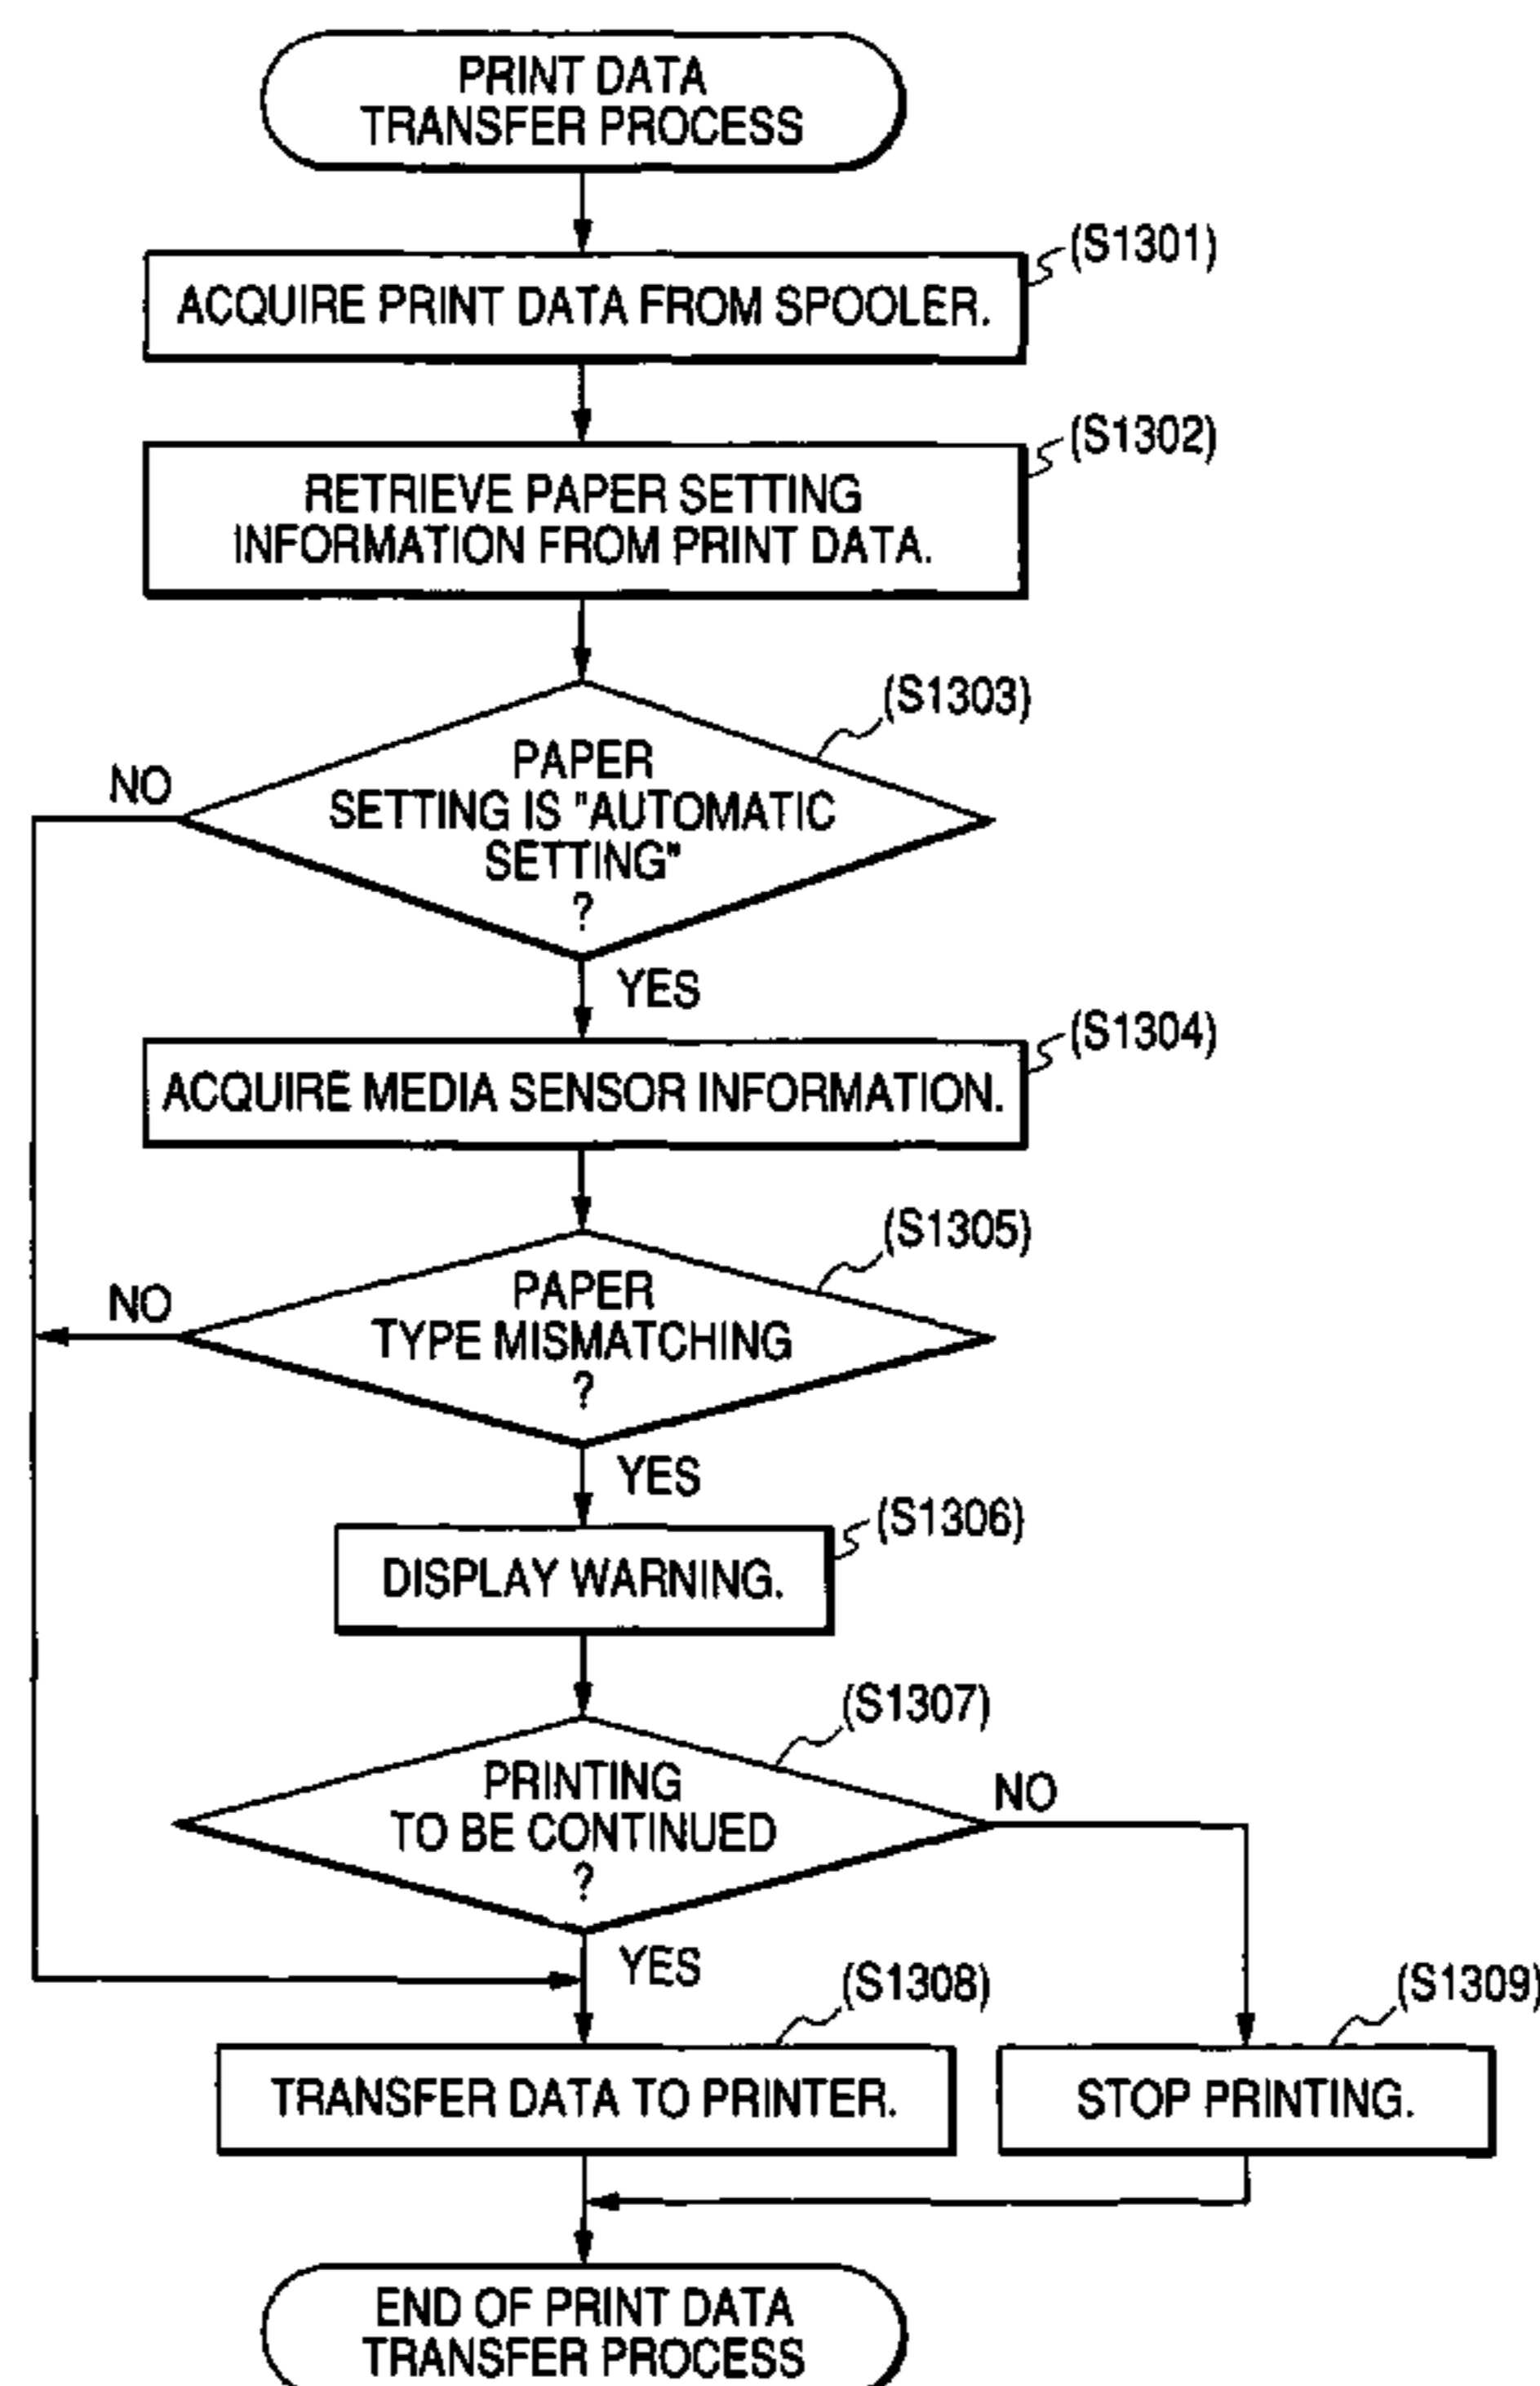 PRINT DATA
TRANSFER PROCESS
(S1301)
ACQUIRE PRINT DATA FROM SPOOLER.
(S1302)
RETRIEVE PAPER SETTING
INFORMATION FROM PRINT DATA.
(S1303)
PAPER
SETTING IS "AUTOMATIC
SETTING"
?
NO
YES
(S1304)
ACQUIRE MEDIA SENSOR INFORMATION.
(S1305)
PAPER
TYPE MISMATCHING
?
NO
YES
(S1306)
DISPLAY WARNING.
(S1307)
PRINTING
TO BE CONTINUED
?
NO
YES
(S1308)
TRANSFER DATA TO PRINTER.
(S1309)
STOP PRINTING.
END OF PRINT DATA
TRANSFER PROCESS